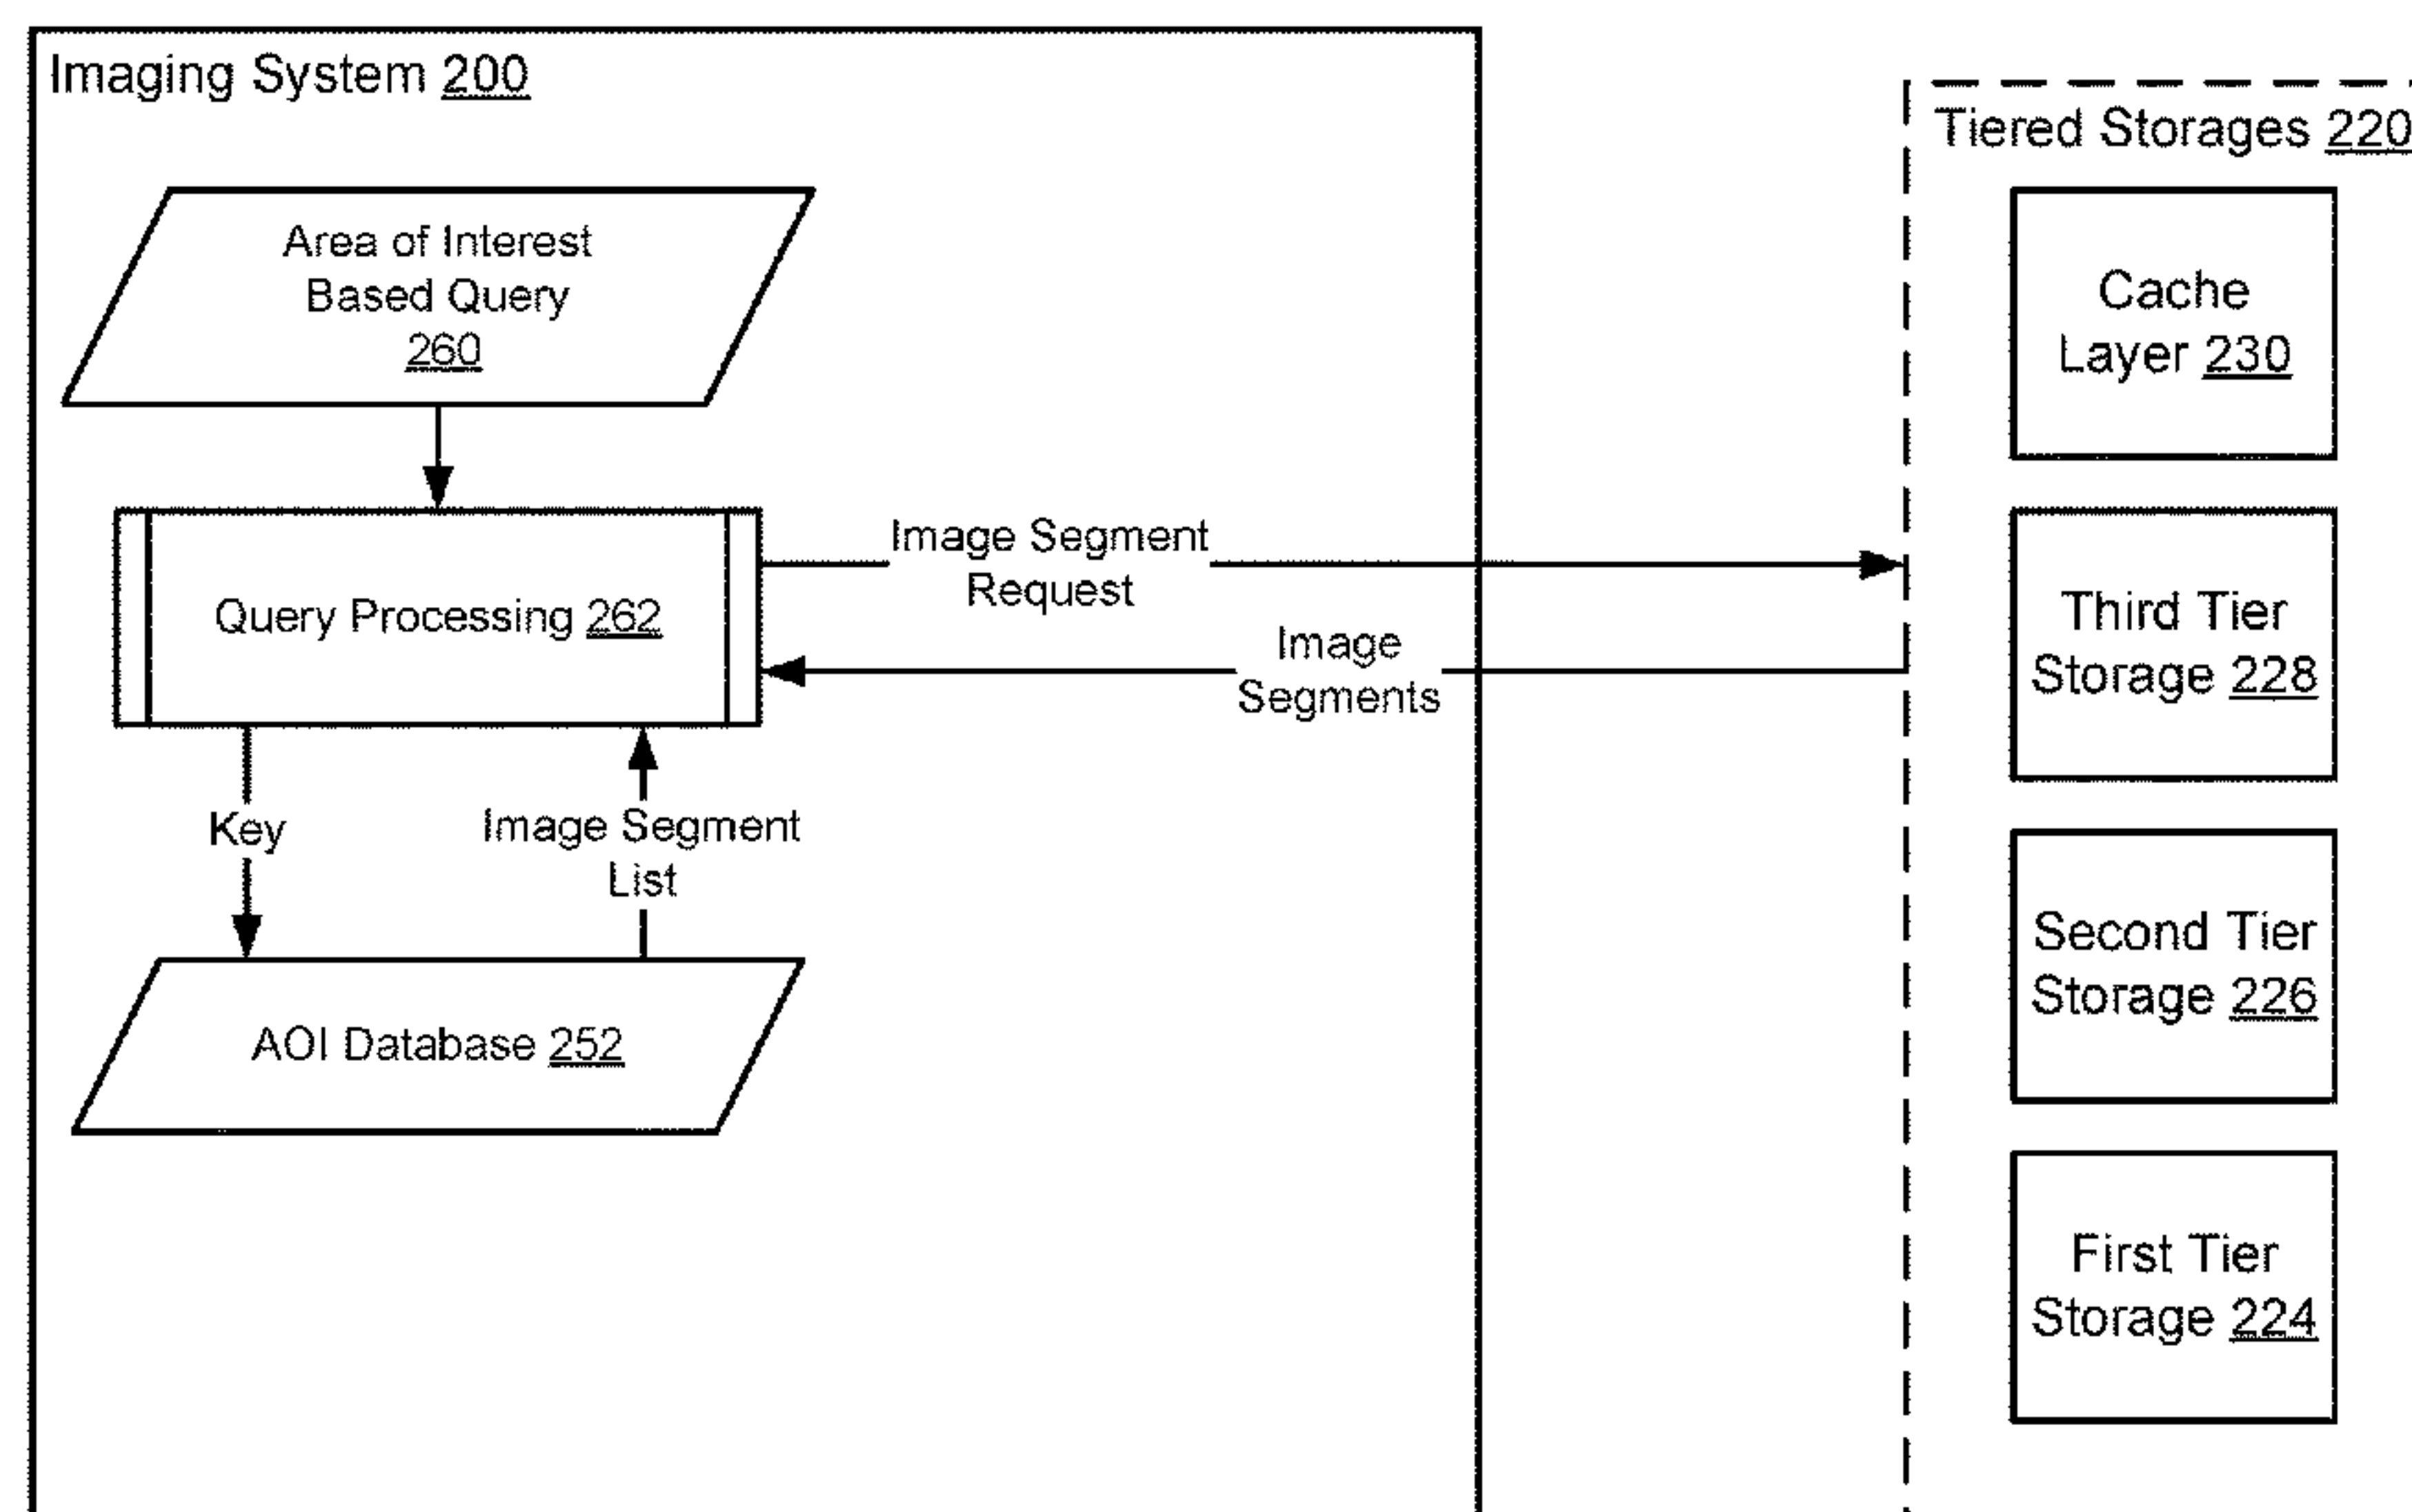 Imaging System 200
Area of Interest
Based Query
260
Query Processing 262
Image Segment
Request
Image
Segments
Key
Image Segment
List
AOI Database 252
Tiered Storages 220
Cache
Layer 230
Third Tier
Storage 228
Second Tier
Storage 226
First Tier
Storage 224